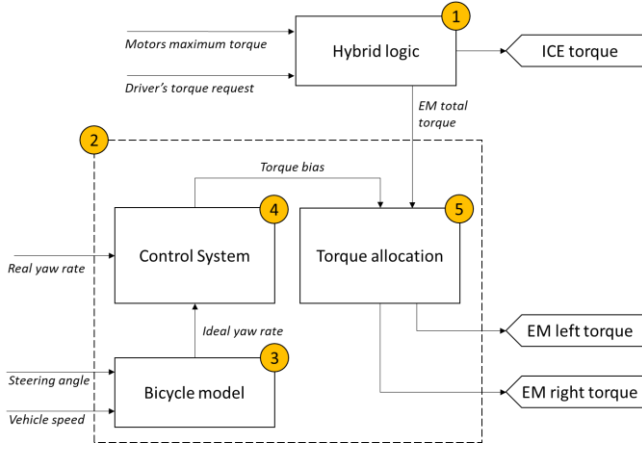 1
Motors maximum torque
Hybrid logic
ICE torque
Driver's torque request
EM total
torque
2
Torque bias
4
5
Control System
Torque allocation
Real yaw rate
Ideal yaw rate
EM left torque
3
Steering angle
Bicycle model
EM right torque
Vehicle speed